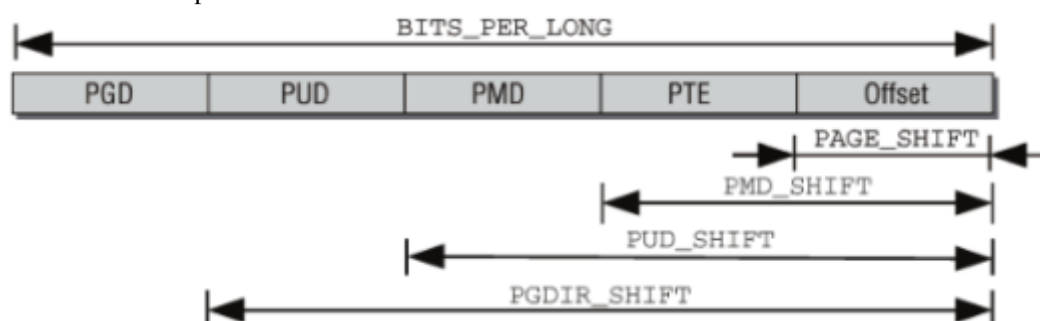 BITS_PER_LONG
PGD PUD PMD PTE Offset
PAGE_SHIFT
PMD_SHIFT
PUD_SHIFT
PGDIR_SHIFT